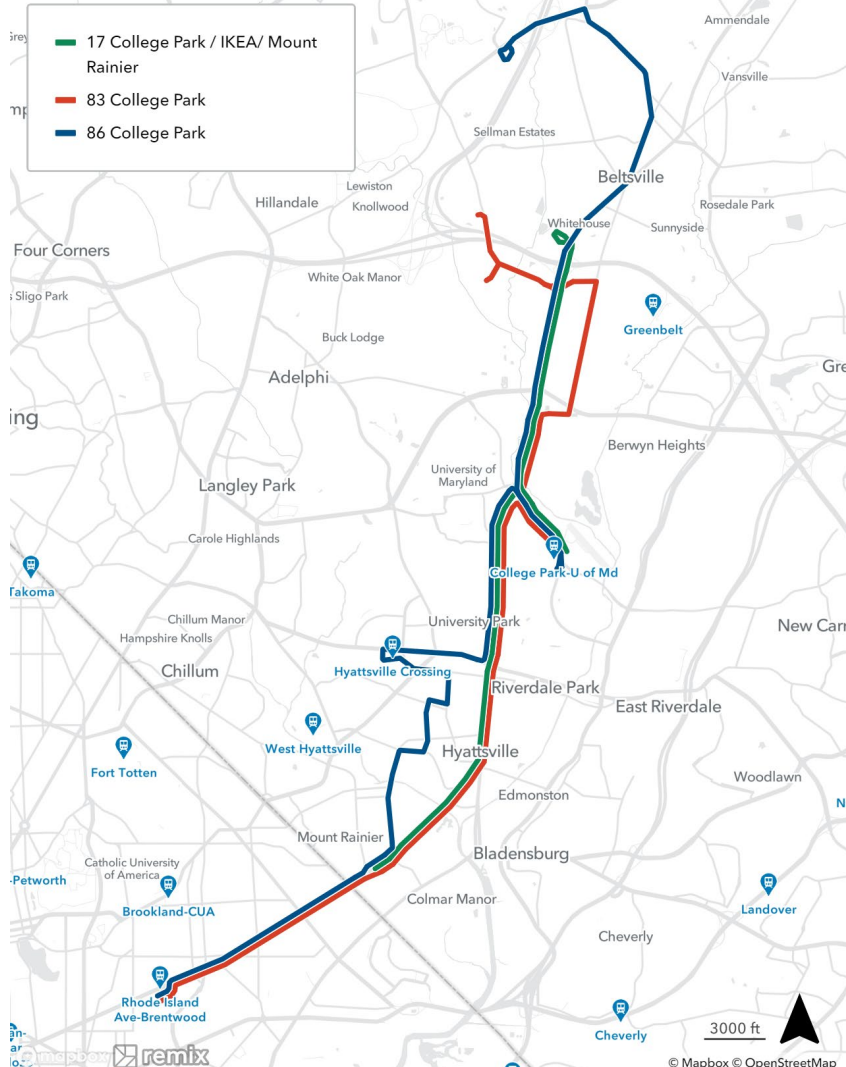 17 College Park / IKEA/ Mount
Rainier
83 College Park
86 College Park
Ammendale
Vansville
Sellman Estates
Beltsville
Lewiston
Knollwood
Hillandale
Rosedale Park
Whitehouse
Sunnyside
Four Corners
White Oak Manor
s Sligo Park
Greenbelt
Buck Lodge
Adelphi
Gre
ing
Berwyn Heights
University of
Maryland
Langley Park
Carole Highlands
College Park-U of Md
Takoma
Chillum Manor
University Park
New Carr
Hampshire Knolls
Chillum
Hyattsville Crossing
Riverdale Park
East Riverdale
West Hyattsville
Hyattsville
Fort Totten
Woodlawn
Edmonston
N
Mount Rainier
Bladensburg
Catholic University
of America
-Petworth
Brookland-CUA
Colmar Manor
Landover
Cheverly
Rhode Island
Ave-Brentwood
3000 ft
Cheverly
mapbox remix
© Mapbox © OpenStreetMap